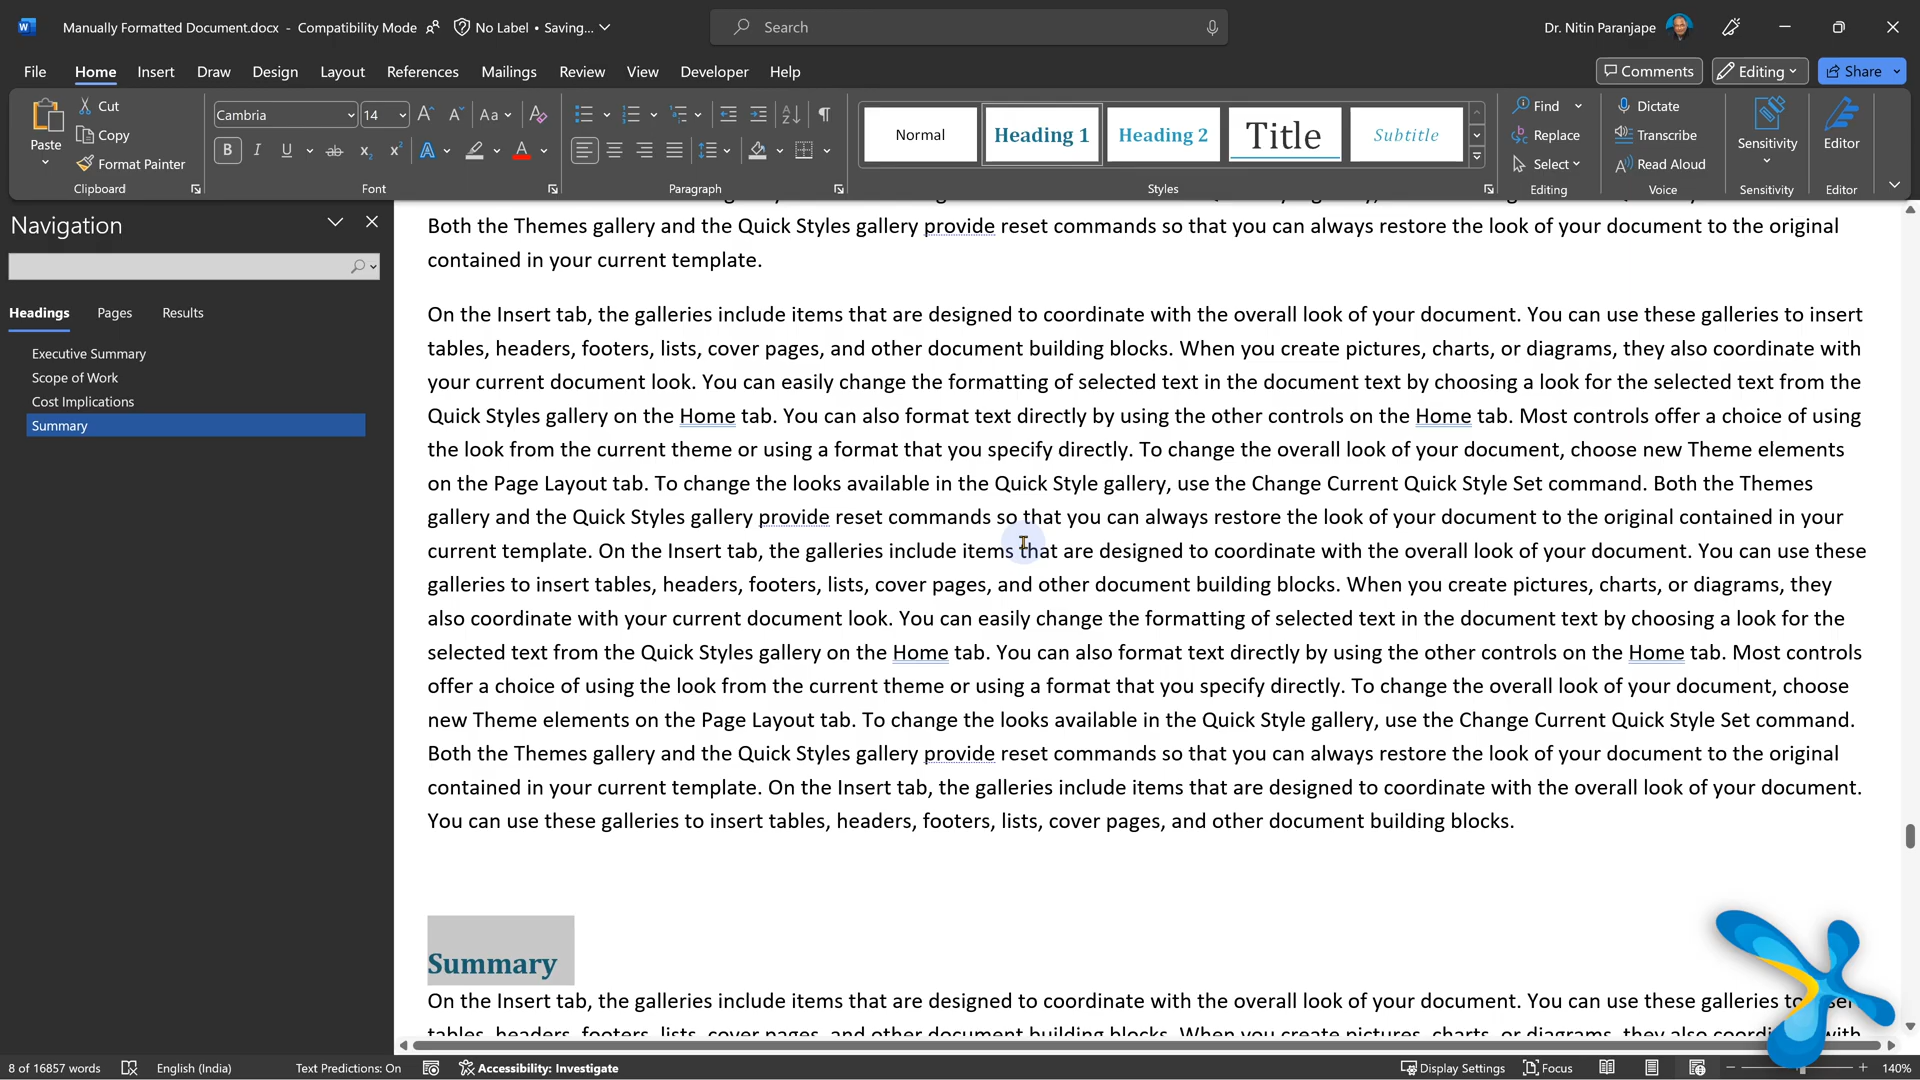 Manually Formatted Document.docx - Compatibility Mode No Label • Saving...
Search
Dr. Nitin Paranjape
File Home Insert Draw Design Layout References Mailings Review View Developer Help
Comments Editing Share
Paste
Cut
Copy
Format Painter
Clipboard
Cambria 14
Font
Paragraph
Normal Heading 1 Heading 2 Title Subtitle
Styles
Find
Replace
Select
Editing
Dictate
Transcribe
Read Aloud
Voice
Sensitivity
Sensitivity
Editor
Editor
Navigation
Headings Pages Results
Executive Summary
Scope of Work
Cost Implications
Summary
Both the Themes gallery and the Quick Styles gallery provide reset commands so that you can always restore the look of your document to the original
contained in your current template.
On the Insert tab, the galleries include items that are designed to coordinate with the overall look of your document. You can use these galleries to insert
tables, headers, footers, lists, cover pages, and other document building blocks. When you create pictures, charts, or diagrams, they also coordinate with
your current document look. You can easily change the formatting of selected text in the document text by choosing a look for the selected text from the
Quick Styles gallery on the Home tab. You can also format text directly by using the other controls on the Home tab. Most controls offer a choice of using
the look from the current theme or using a format that you specify directly. To change the overall look of your document, choose new Theme elements
on the Page Layout tab. To change the looks available in the Quick Style gallery, use the Change Current Quick Style Set command. Both the Themes
gallery and the Quick Styles gallery provide reset commands so that you can always restore the look of your document to the original contained in your
current template. On the Insert tab, the galleries include items that are designed to coordinate with the overall look of your document. You can use these
galleries to insert tables, headers, footers, lists, cover pages, and other document building blocks. When you create pictures, charts, or diagrams, they
also coordinate with your current document look. You can easily change the formatting of selected text in the document text by choosing a look for the
selected text from the Quick Styles gallery on the Home tab. You can also format text directly by using the other controls on the Home tab. Most controls
offer a choice of using the look from the current theme or using a format that you specify directly. To change the overall look of your document, choose
new Theme elements on the Page Layout tab. To change the looks available in the Quick Style gallery, use the Change Current Quick Style Set command.
Both the Themes gallery and the Quick Styles gallery provide reset commands so that you can always restore the look of your document to the original
contained in your current template. On the Insert tab, the galleries include items that are designed to coordinate with the overall look of your document.
You can use these galleries to insert tables, headers, footers, lists, cover pages, and other document building blocks.
Summary
On the Insert tab, the galleries include items that are designed to coordinate with the overall look of your document. You can use these galleries to
tables, headers, footers, lists, cover pages, and other document building blocks. When you create pictures, charts, or diagrams, they also with
8 of 16857 words English (India) Text Predictions: On Accessibility: Investigate Display Settings Focus 140%